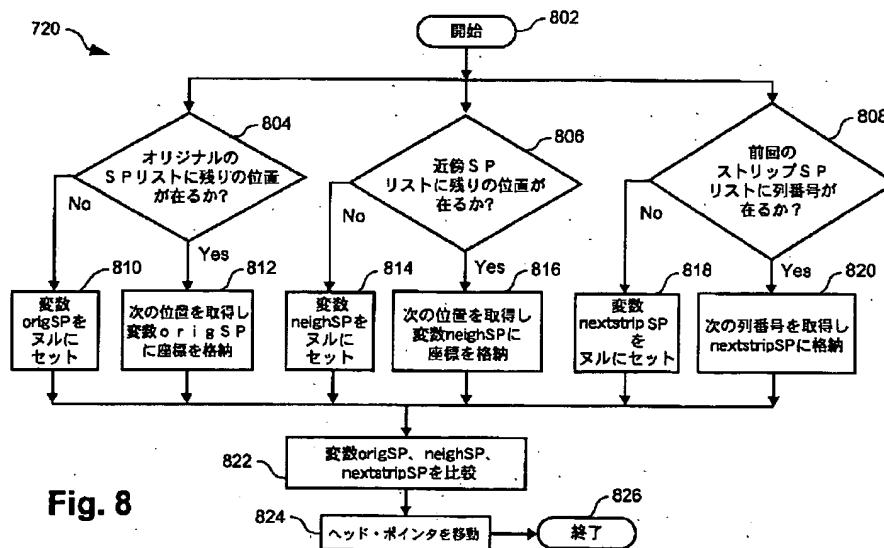 720
開始
802
804
オリジナルの
SPリストに残りの位置
が在るか?
806
近傍SP
リストに残りの位置が
在るか?
808
前回の
ストリップSP
リストに列番号が
在るか?
No
Yes
No
Yes
No
Yes
810
変数
origSPを
ヌルに
セット
812
次の位置を取得し
変数origSP
に座標を格納
814
変数
neighSPを
ヌルに
セット
816
次の位置を取得し
変数neighSPに
座標を格納
818
変数
nextstripSP
を
ヌルにセット
820
次の列番号を取得し
nextstripSPに格納
822
変数origSP、neighSP、
nextstripSPを比較
824
ヘッド・ポインタを移動
826
終了
Fig. 8